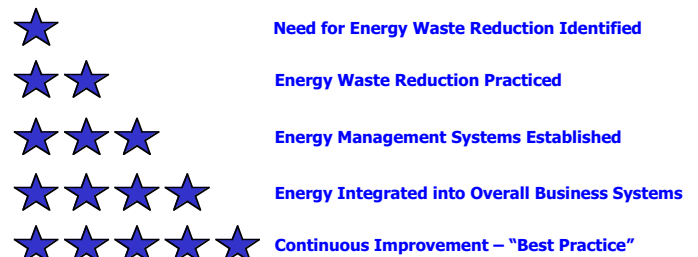 Need for Energy Waste Reduction Identified
Energy Waste Reduction Practiced
Energy Management Systems Established
Energy Integrated into Overall Business Systems
Continuous Improvement – “Best Practice”